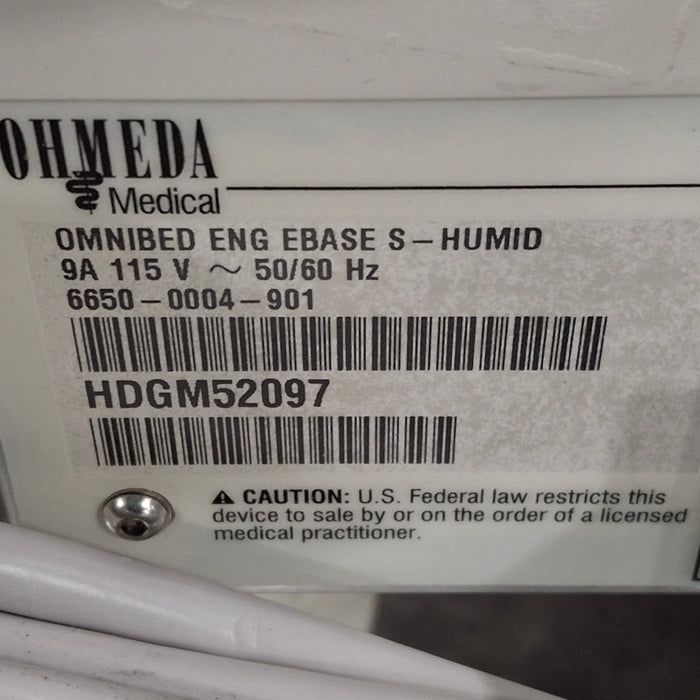 OHMEDA
Medical
OMNIBED ENG EBASE S-HUMID
9A 115 V ~ 50/60 Hz
6650-0004-901
HDGM52097
⚠ CAUTION: U.S. Federal law restricts this
device to sale by or on the order of a licensed
medical practitioner.